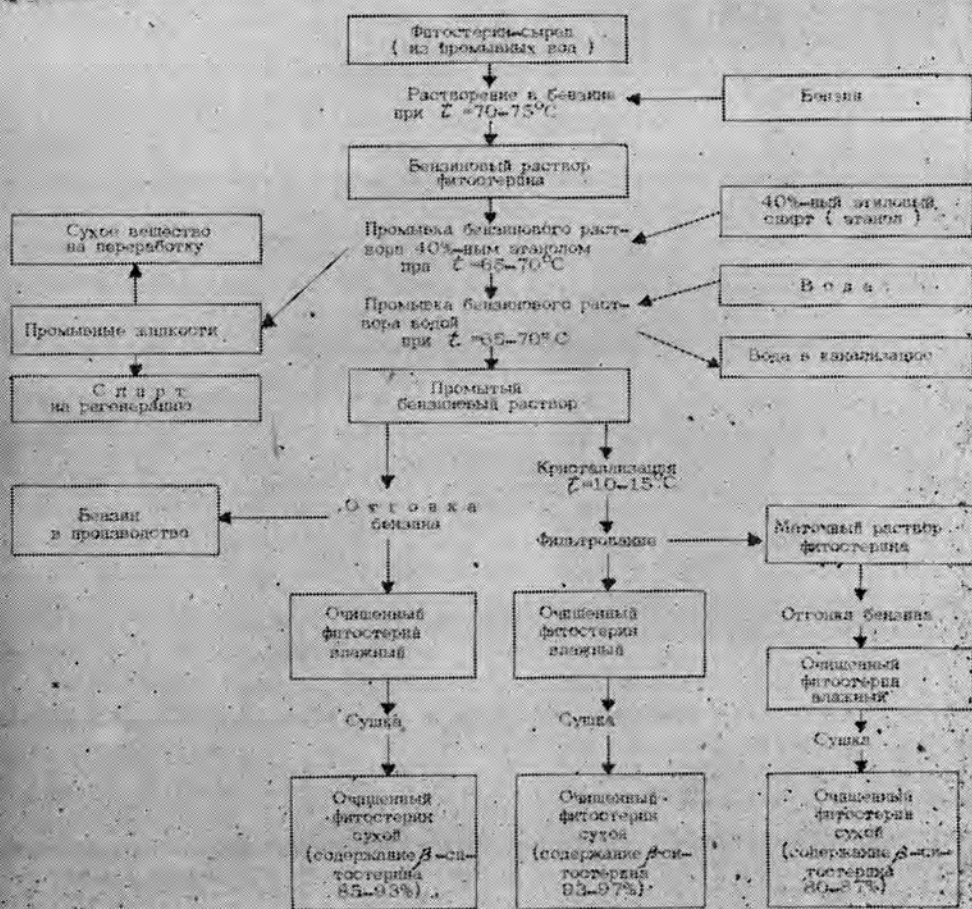 Фитостерин-сырец
( из промывных вод )
Растворение в бензине
при t =70-75°C
Бензин
Бензиновый раствор
фитостерина
40%-ный этиловый
спирт ( этанол )
Сухое вещество
на переработку
Промывка бензинового раст-
вора 40%-ным этанолом
при t =65-70°C
В о д а
Промывные жидкости
Промывка бензинового раст-
вора водой
при t =65-70°C
Вода в канализацию
С п и р т
на регенерацию
Промытый
бензиновый раствор
Кристаллизация
t=10-15°C
Бензин
в производство
О т г о н к а
бензина
Фильтрование
Маточный раствор
фитостерина
Отгонка бензина
Очищенный
фитостерин
влажный
Очищенный
фитостерин
влажный
Очищенный
фитостерин
влажный
Сушка
Сушка
Сушка
Очищенный
фитостерин
сухой
(содержание β-си-
тостерина
85-93%)
Очищенный
фитостерин
сухой
(содержание β-си-
тостерина
93-97%)
Очищенный
фитостерин
сухой
(содержание β-си-
тостерина
80-87%)